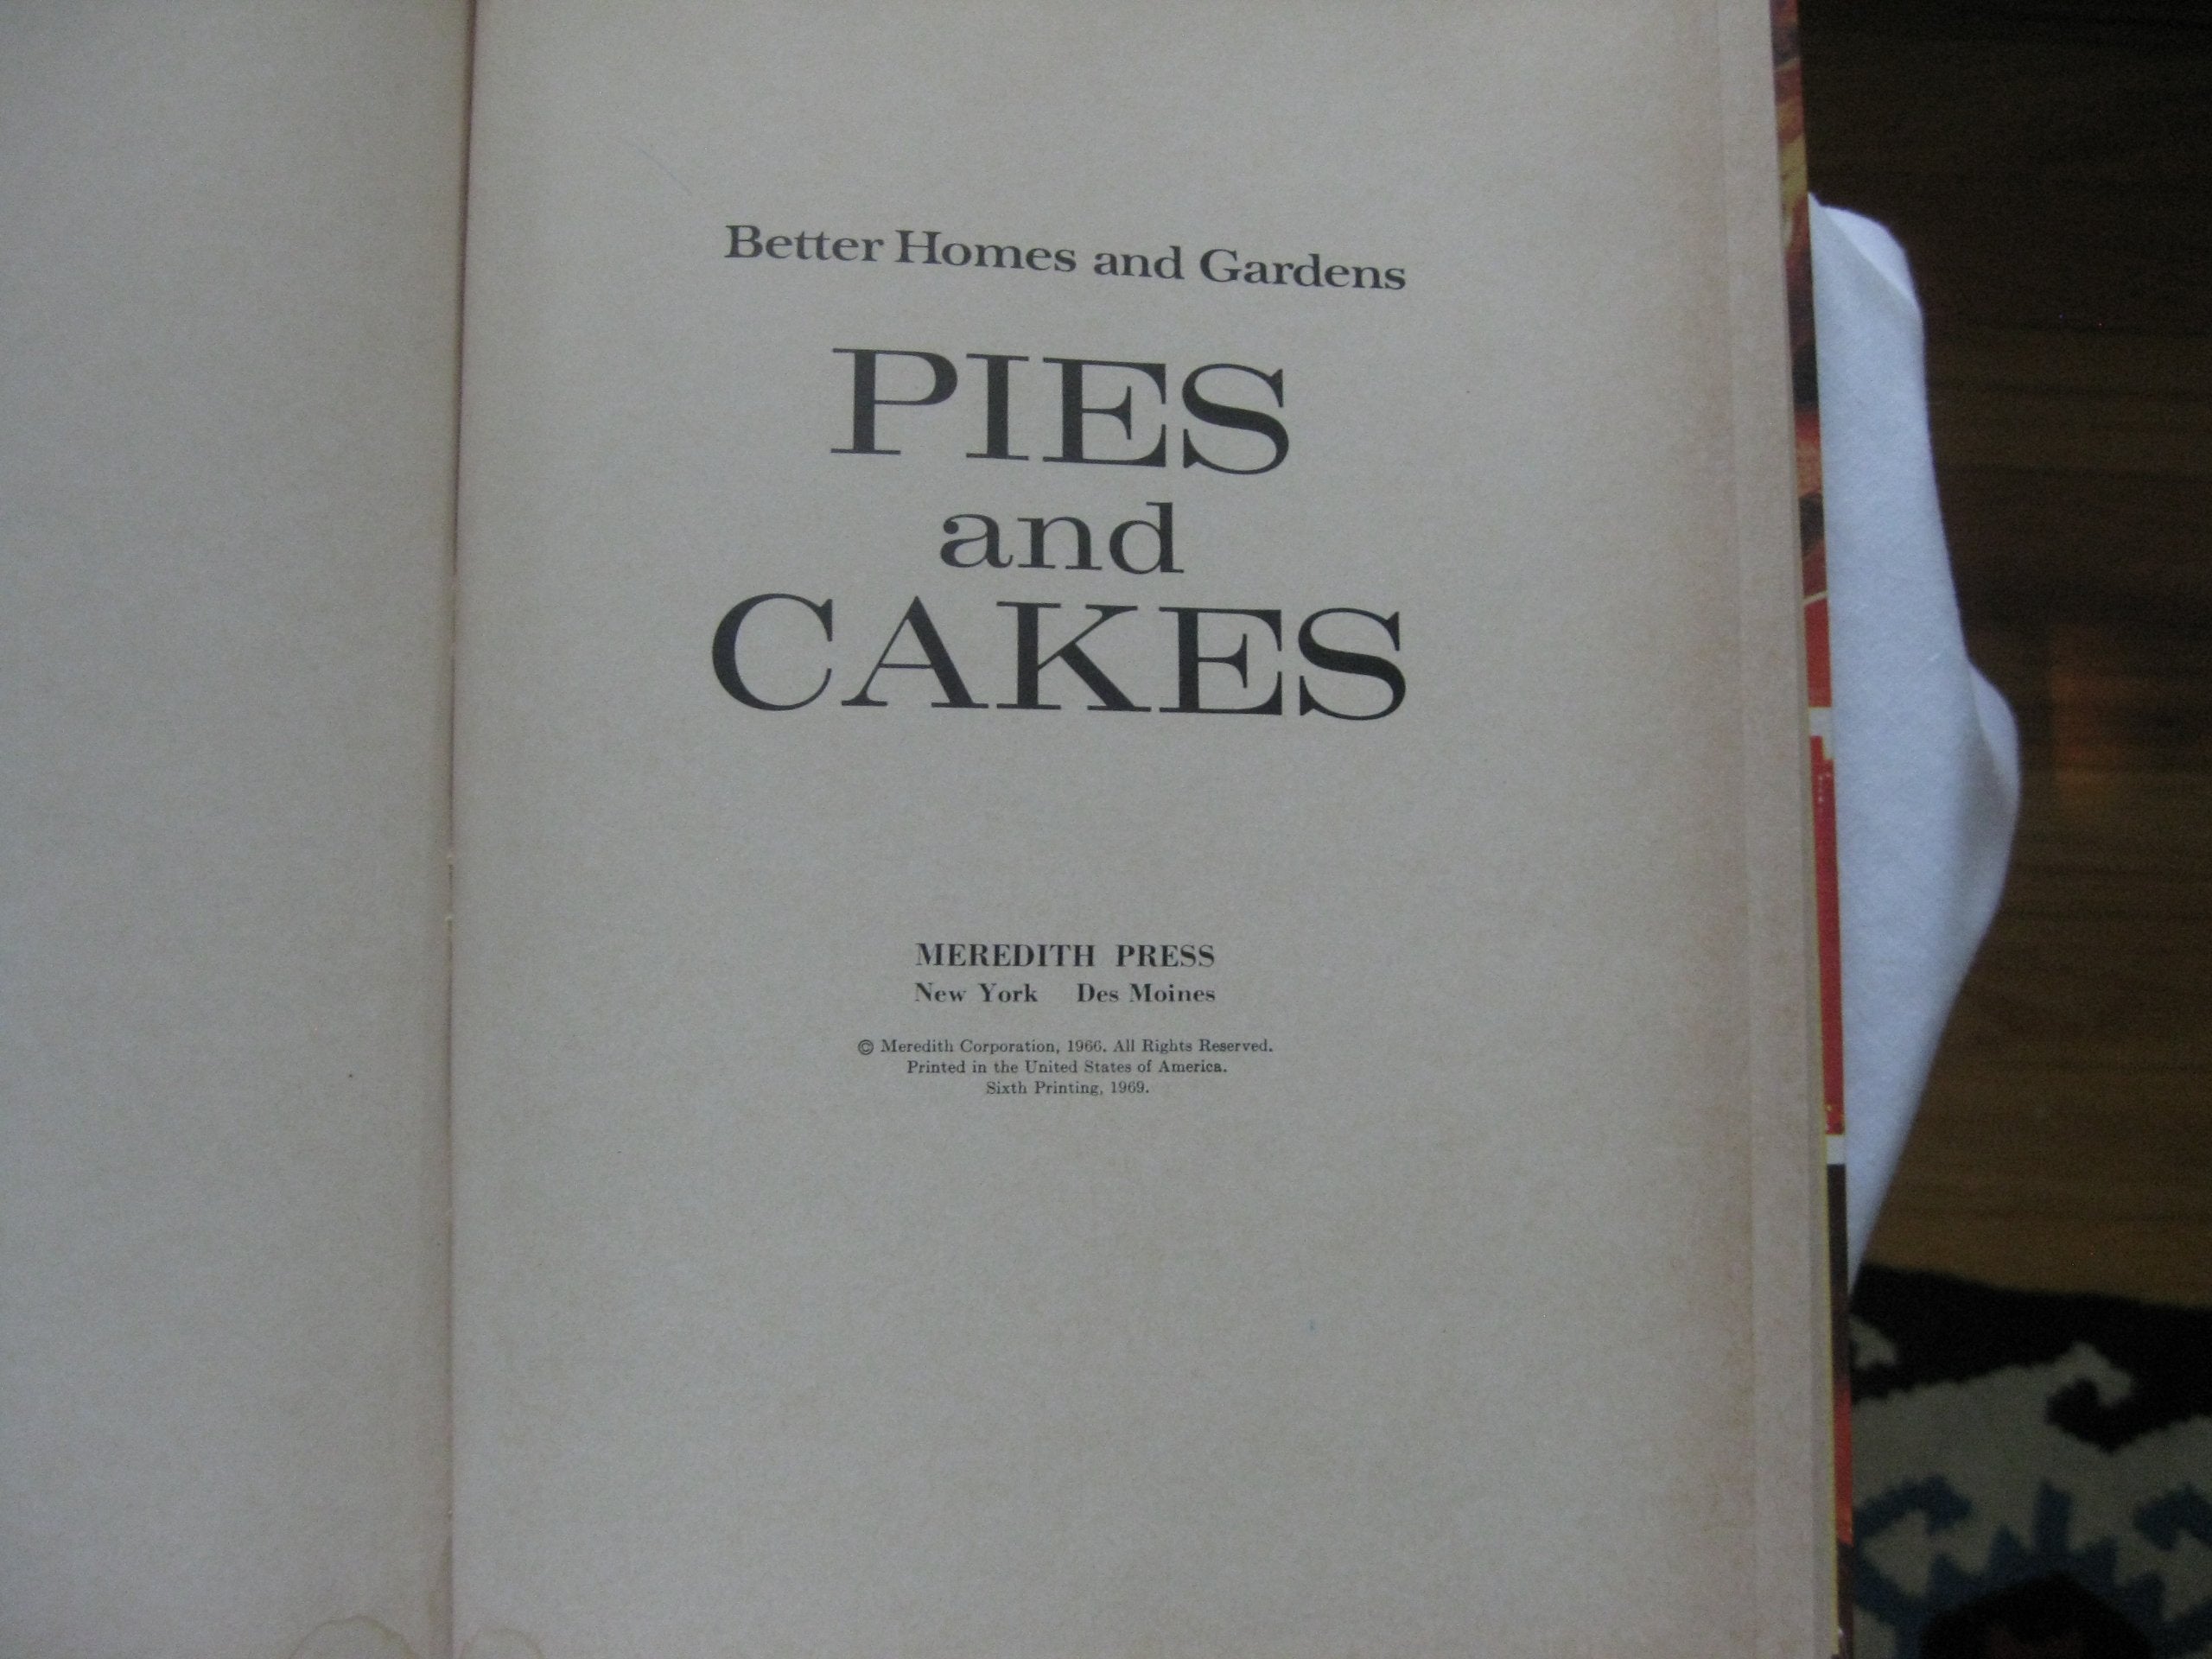 Better Homes and Gardens
PIES
and
CAKES
MEREDITH PRESS
New York Des Moines
© Meredith Corporation, 1966. All Rights Reserved.
Printed in the United States of America.
Sixth Printing, 1969.